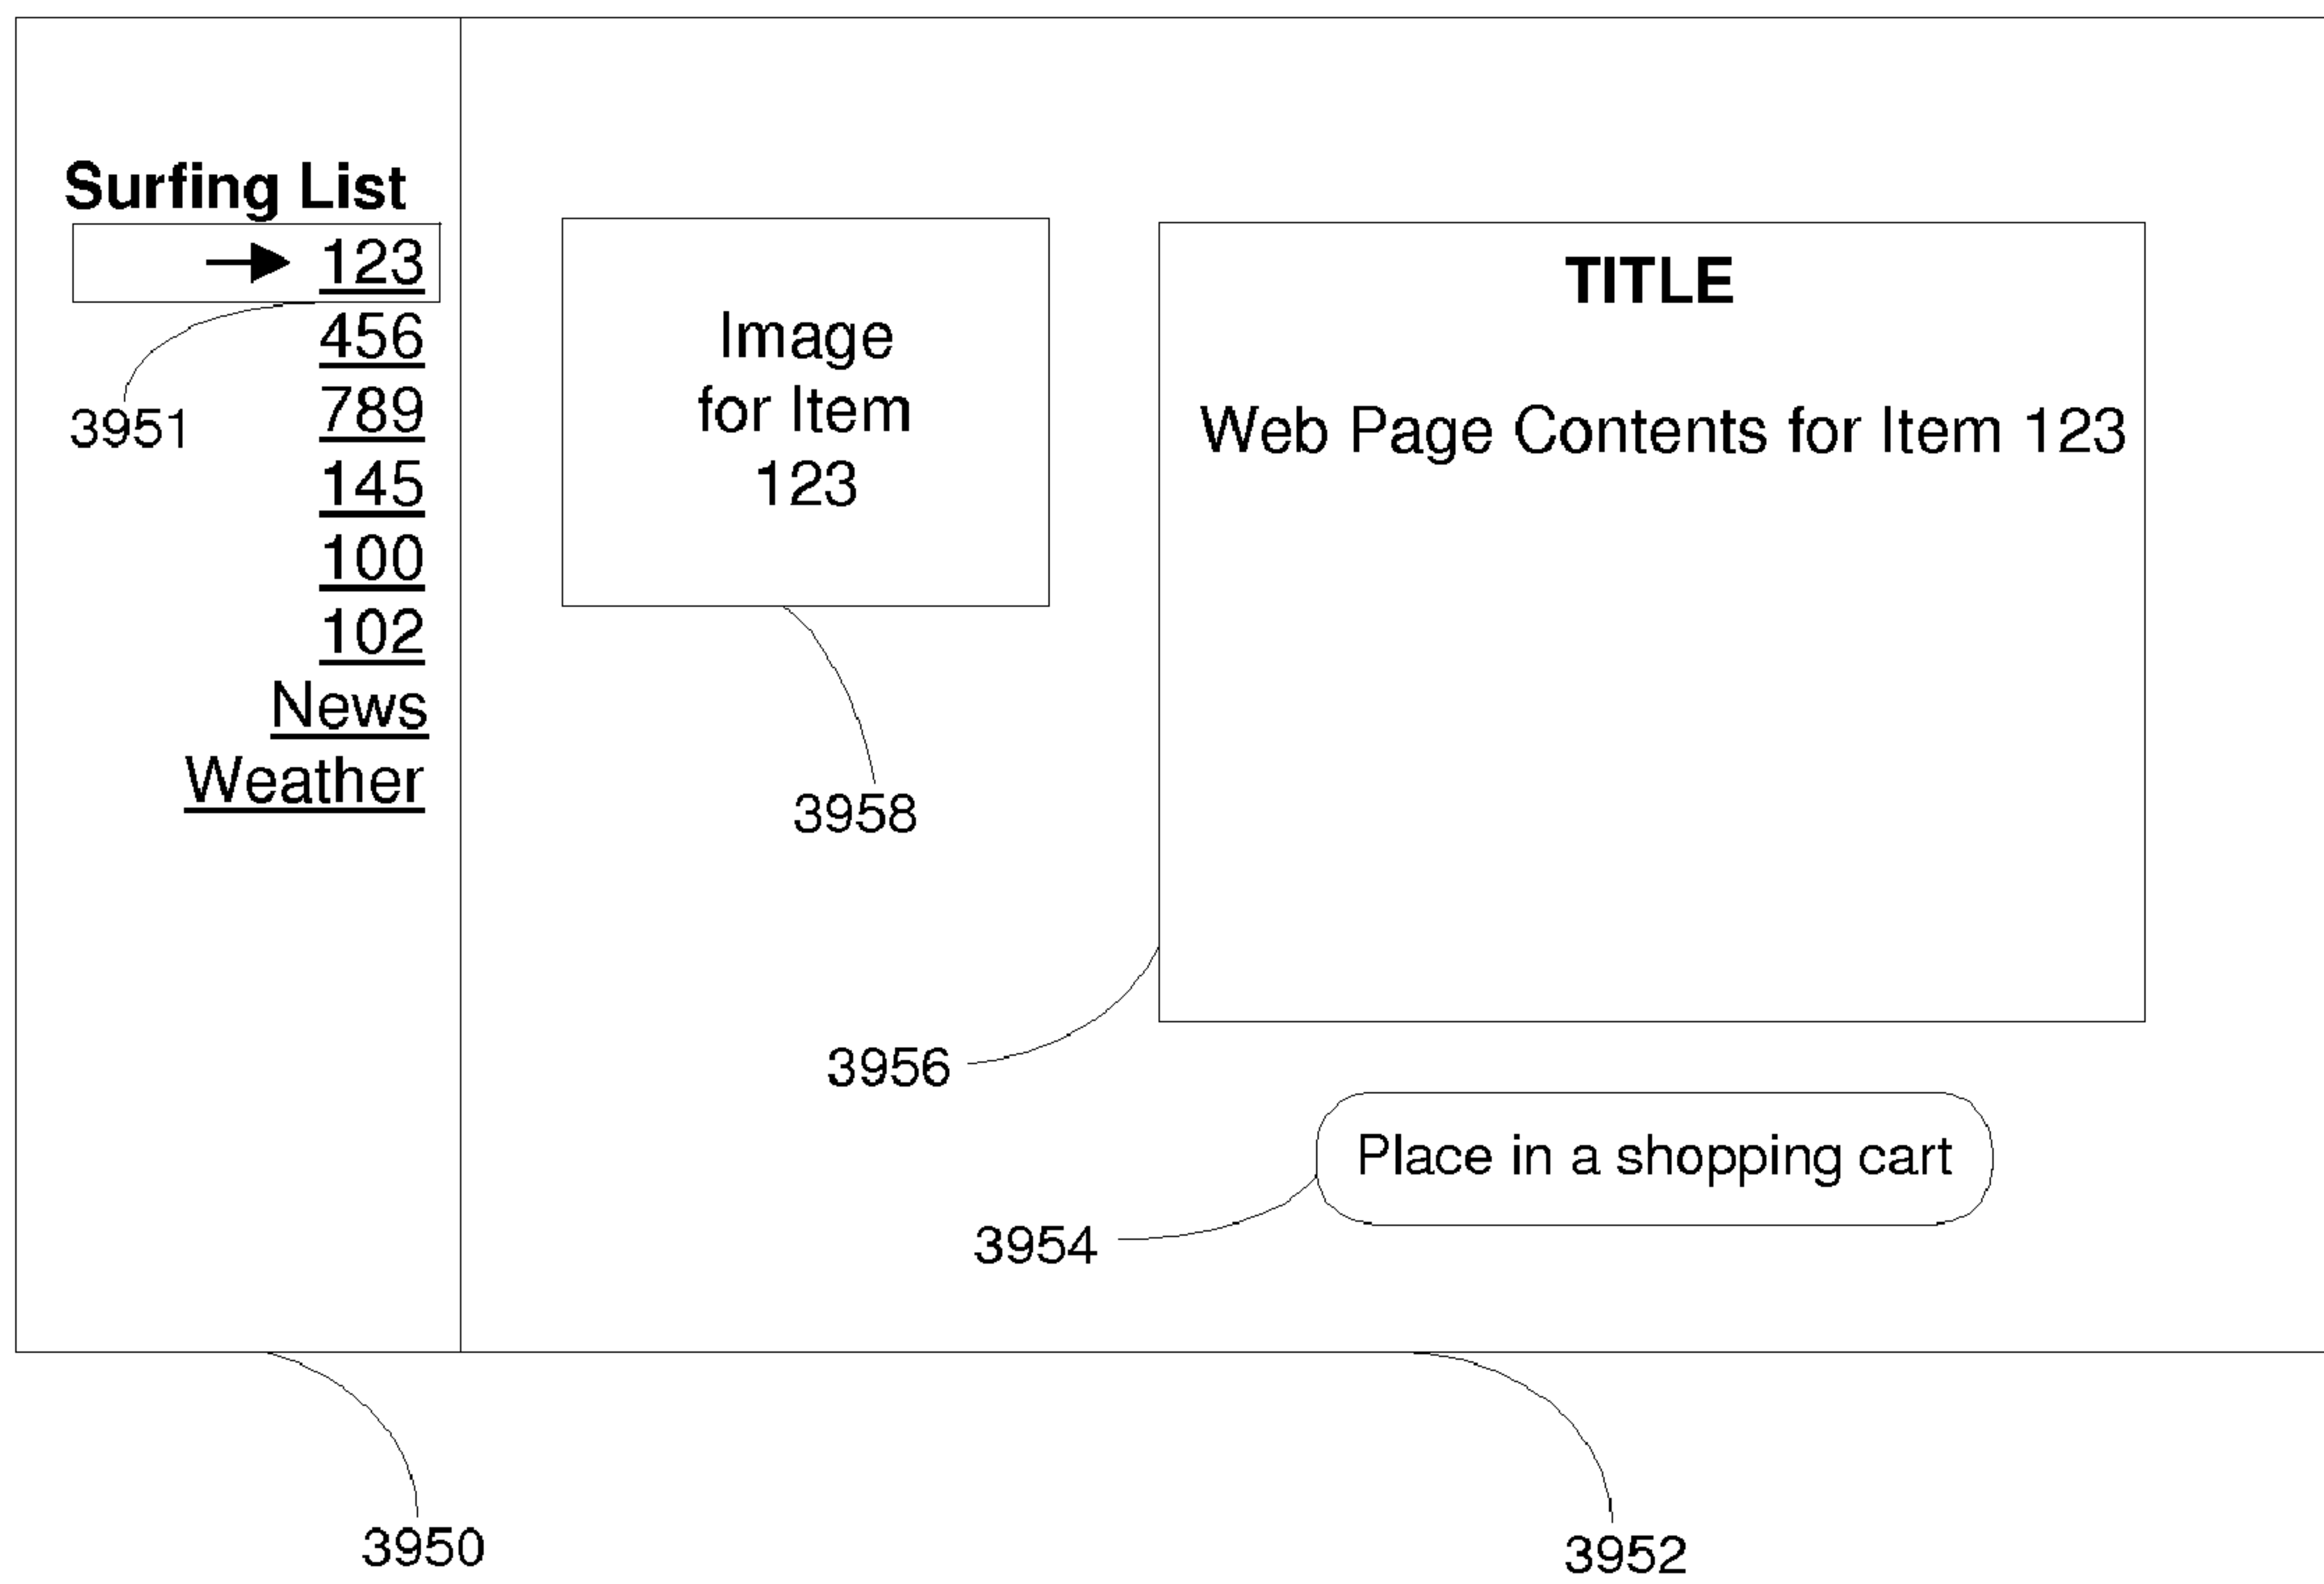 Surfing List
123
456
789
145
100
102
News
Weather
3951
Image
for Item
123
3958
TITLE
Web Page Contents for Item 123
3956
Place in a shopping cart
3954
3950
3952